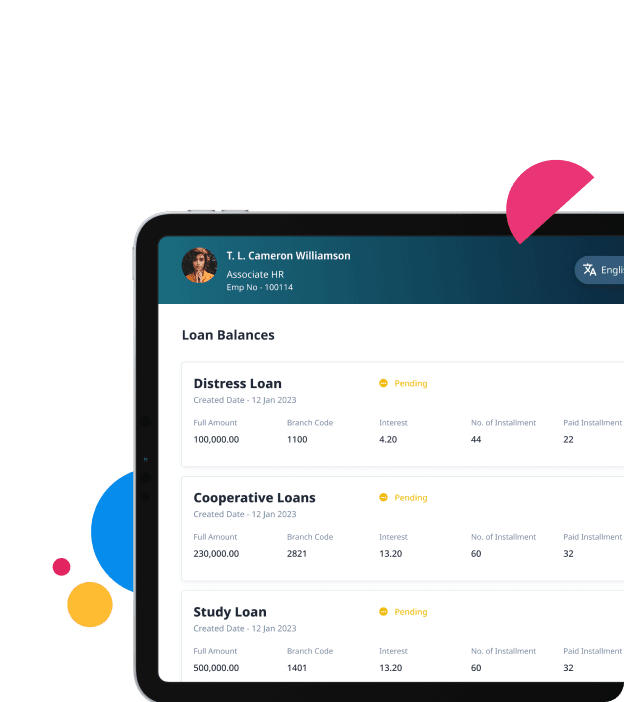 T. L. Cameron Williamson
Associate HR
Emp No - 100114
Loan Balances
Distress Loan
Pending
Created Date - 12 Jan 2023
Full Amount Branch Code Interest No. of Installment Paid Installment
100,000.00 1100 4.20 44 22
Cooperative Loans
Pending
Created Date - 12 Jan 2023
Full Amount Branch Code Interest No. of Installment Paid Installment
230,000.00 2821 13.20 60 32
Study Loan
Pending
Created Date - 12 Jan 2023
Full Amount Branch Code Interest No. of Installment Paid Installment
500,000.00 1401 13.20 60 32